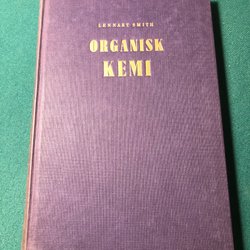 LENNART SMITH
ORGANISK
KEMI